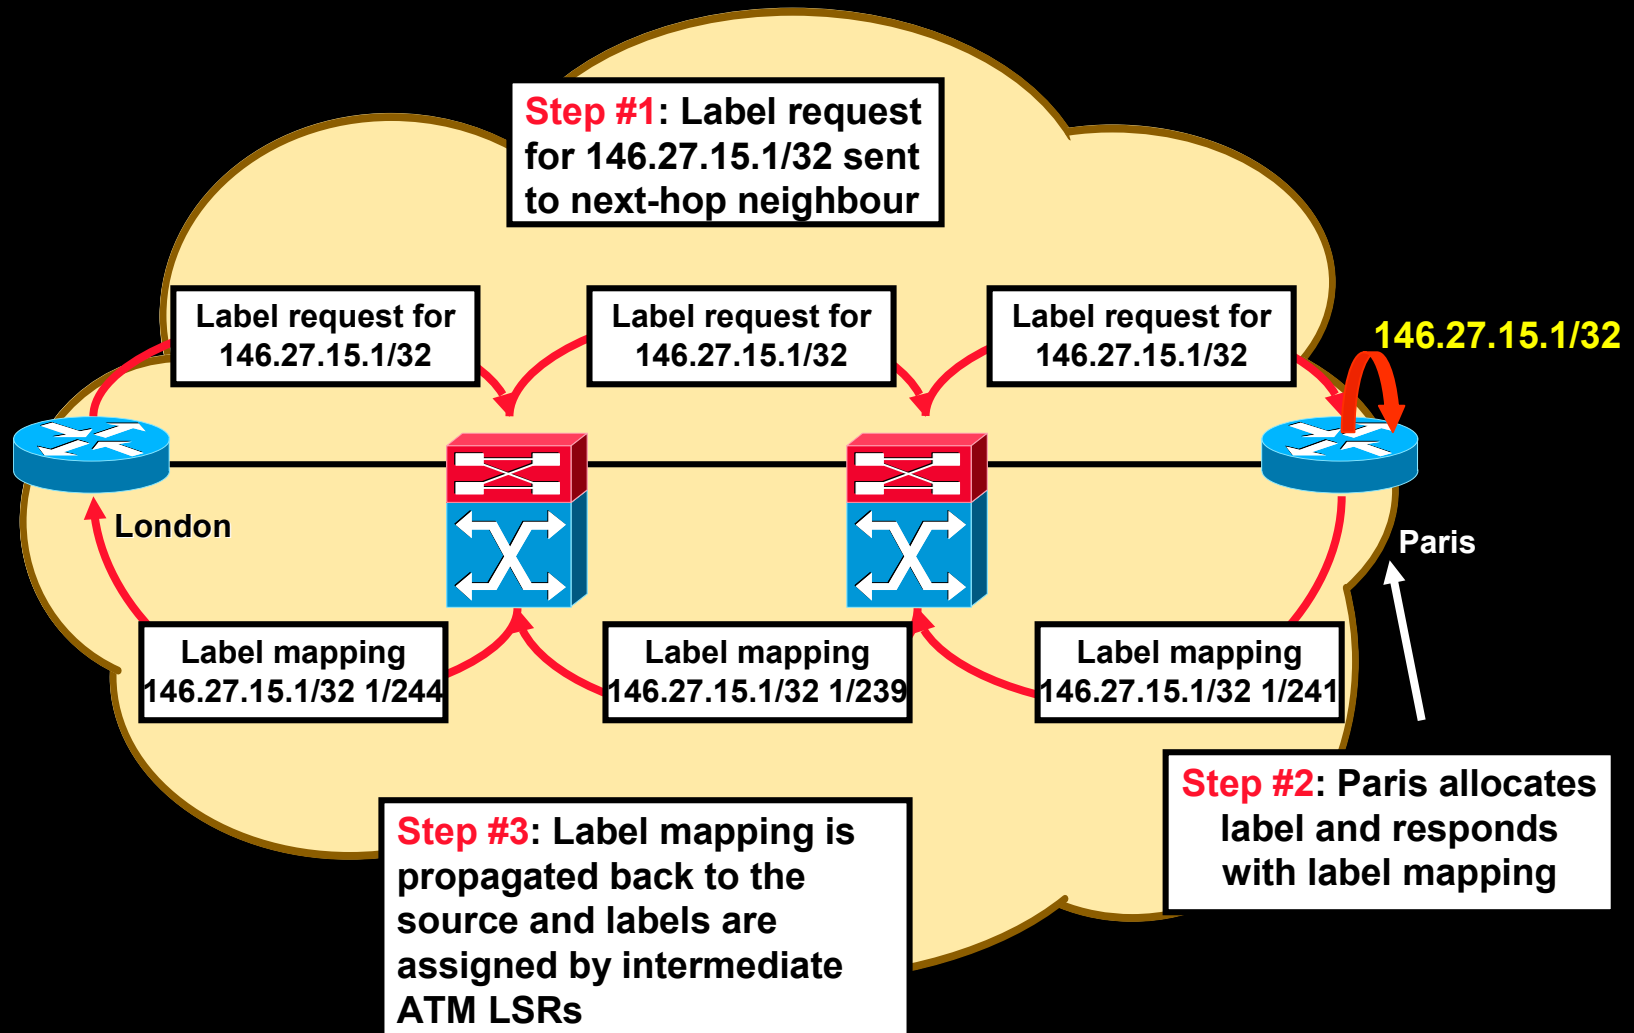 Step #1: Label request
for 146.27.15.1/32 sent
to next-hop neighbour
Label request for
146.27.15.1/32
Label request for
146.27.15.1/32
Label request for
146.27.15.1/32
146.27.15.1/32
London
Paris
Label mapping
146.27.15.1/32 1/244
Label mapping
146.27.15.1/32 1/239
Label mapping
146.27.15.1/32 1/241
Step #2: Paris allocates
label and responds
with label mapping
Step #3: Label mapping is
propagated back to the
source and labels are
assigned by intermediate
ATM LSRs